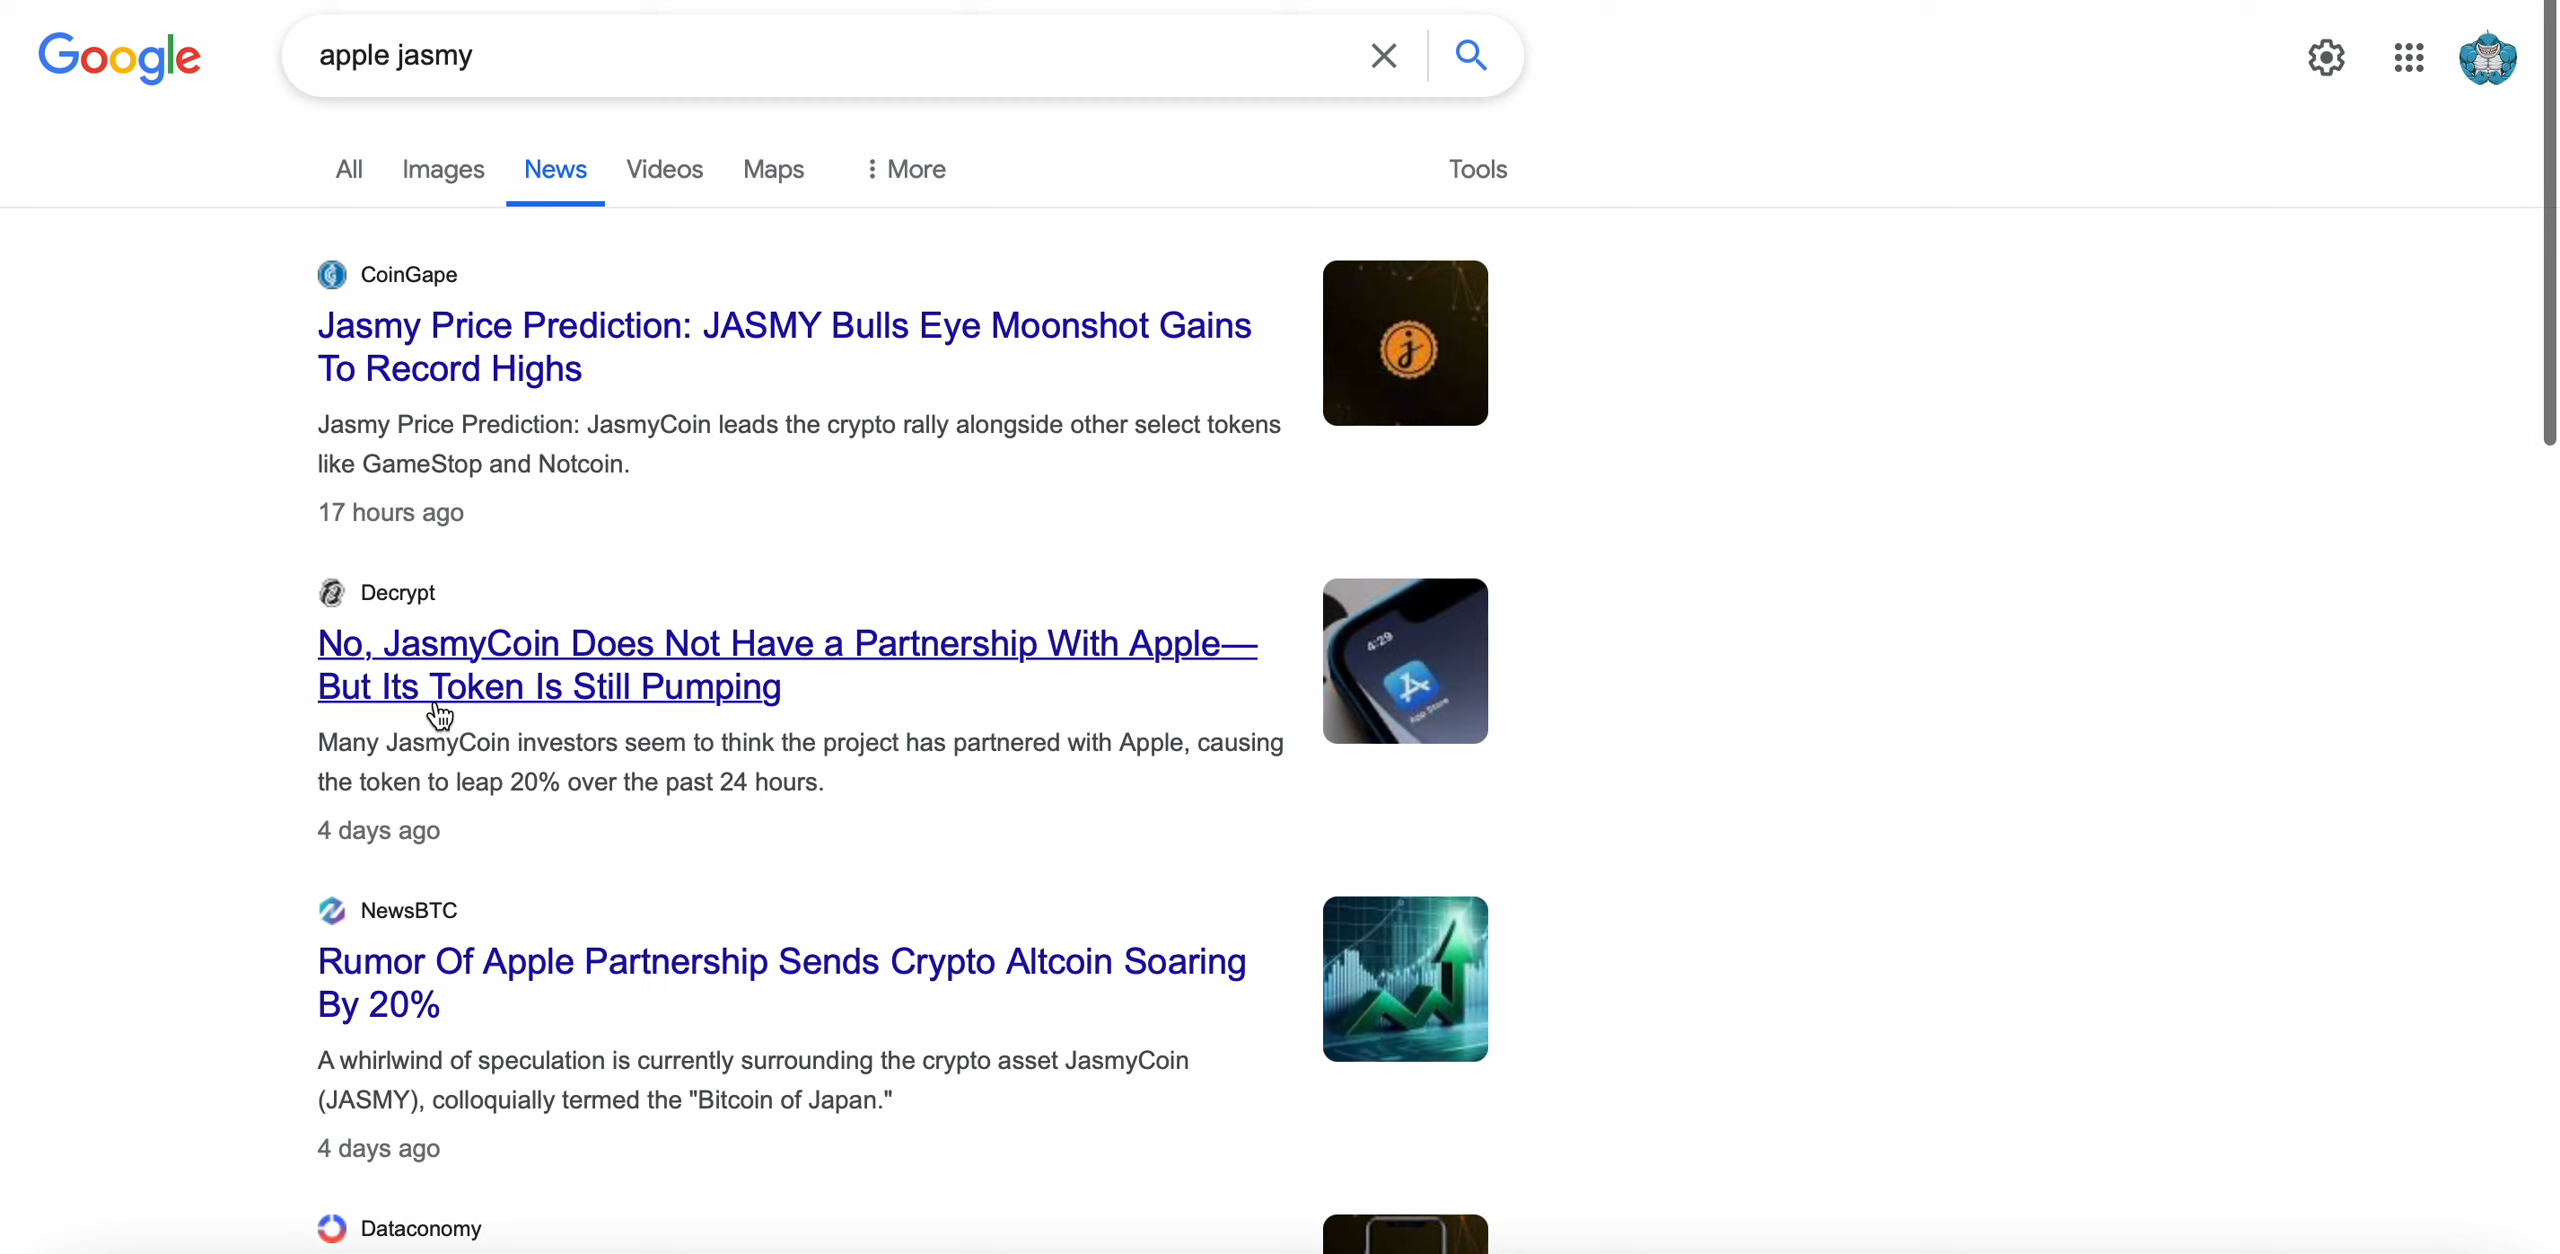 Google
apple jasmy
All Images News Videos Maps More Tools
CoinGape
Jasmy Price Prediction: JASMY Bulls Eye Moonshot Gains
To Record Highs
Jasmy Price Prediction: JasmyCoin leads the crypto rally alongside other select tokens
like GameStop and Notcoin.
17 hours ago
Decrypt
No, JasmyCoin Does Not Have a Partnership With Apple—
But Its Token Is Still Pumping
Many JasmyCoin investors seem to think the project has partnered with Apple, causing
the token to leap 20% over the past 24 hours.
4 days ago
4:29
App Store
NewsBTC
Rumor Of Apple Partnership Sends Crypto Altcoin Soaring
By 20%
A whirlwind of speculation is currently surrounding the crypto asset JasmyCoin
(JASMY), colloquially termed the "Bitcoin of Japan."
4 days ago
Dataconomy